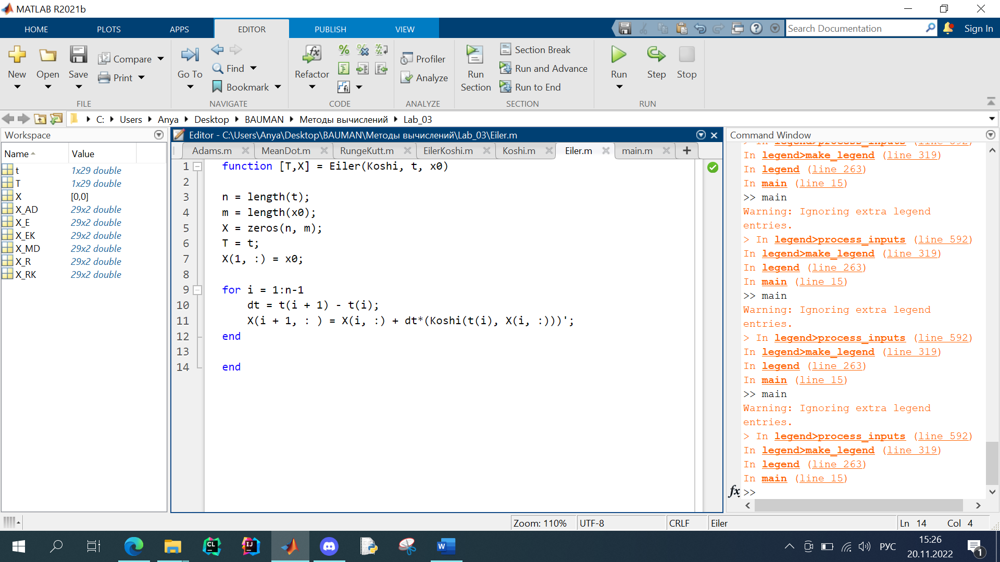 MATLAB R2021b
HOME PLOTS APPS EDITOR PUBLISH VIEW
Search Documentation
Sign In
New
Open
Save
Compare
Print
FILE
Go To
Find
Bookmark
NAVIGATE
Refactor
CODE
Profiler
Analyze
ANALYZE
Run Section
Section Break
Run and Advance
Run to End
SECTION
Run
Step
Stop
RUN
C: Users Anya Desktop BAUMAN Методы вычислений Lab_03
Workspace
Name Value
t 1x29 double
T 1x29 double
X [0,0]
X_AD 29x2 double
X_E 29x2 double
X_EK 29x2 double
X_MD 29x2 double
X_R 29x2 double
X_RK 29x2 double
Editor - C:\Users\Anya\Desktop\BAUMAN\Методы вычислений\Lab_03\Eiler.m
Adams.m MeanDot.m RungeKutt.m EilerKoshi.m Koshi.m Eiler.m main.m
1 function [T,X] = Eiler(Koshi, t, x0)
2
3 n = length(t);
4 m = length(x0);
5 X = zeros(n, m);
6 T = t;
7 X(1, :) = x0;
8
9 for i = 1:n-1
10 dt = t(i + 1) - t(i);
11 X(i + 1, : ) = X(i, :) + dt*(Koshi(t(i), X(i, :)))';
12 end
13
14 end
Command Window
> In legend>process_inputs (line 592)
In legend>make_legend (line 319)
In legend (line 263)
In main (line 15)
>> main
Warning: Ignoring extra legend
entries.
> In legend>process_inputs (line 592)
In legend>make_legend (line 319)
In legend (line 263)
In main (line 15)
>> main
Warning: Ignoring extra legend
entries.
> In legend>process_inputs (line 592)
In legend>make_legend (line 319)
In legend (line 263)
In main (line 15)
>> main
Warning: Ignoring extra legend
entries.
> In legend>process_inputs (line 592)
In legend>make_legend (line 319)
In legend (line 263)
In main (line 15)
fx >>
Zoom: 110% UTF-8 CRLF Eiler Ln 14 Col 4
CL
IJ
W
РУС
15:26
20.11.2022
1